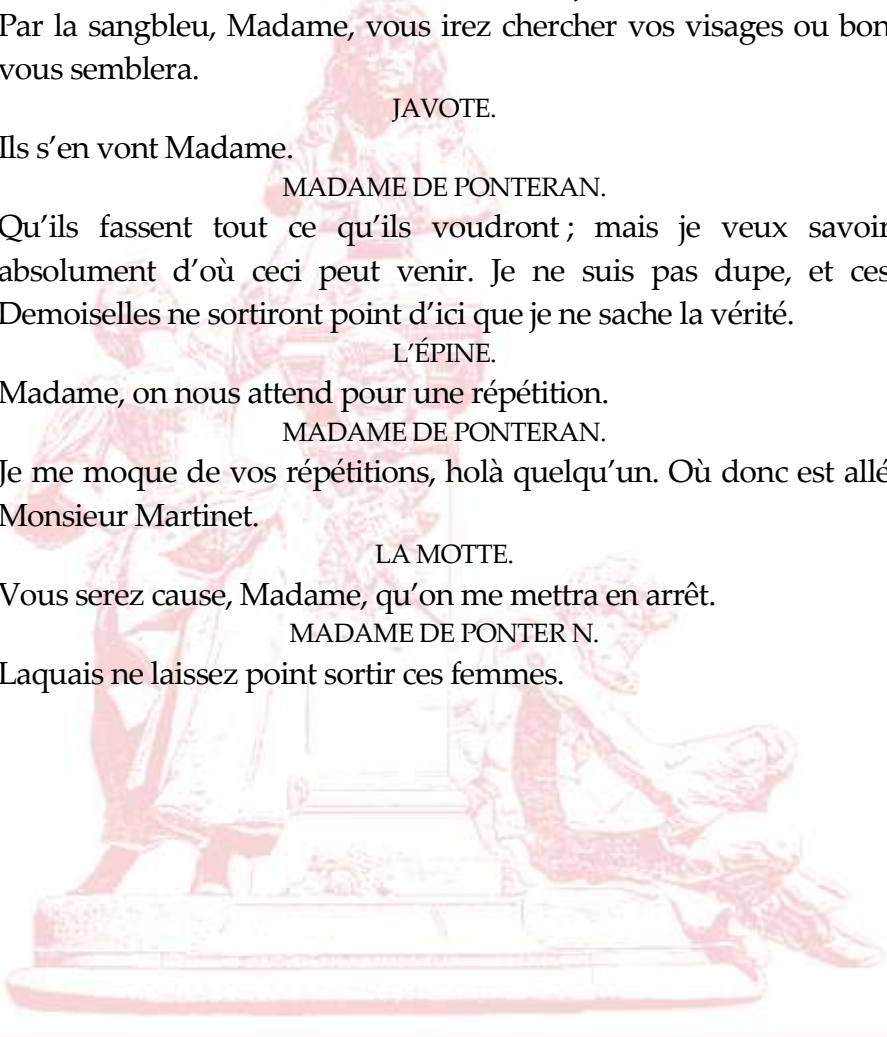 Par la sangbleu, Madame, vous irez chercher vos visages ou bon
vous semblera.
JAVOTE.
Ils s’en vont Madame.
MADAME DE PONTERAN.
Qu’ils fassent tout ce qu’ils voudront ; mais je veux savoir
absolument d’où ceci peut venir. Je ne suis pas dupe, et ces
Demoiselles ne sortiront point d’ici que je ne sache la vérité.
L’ÉPINE.
Madame, on nous attend pour une répétition.
MADAME DE PONTERAN.
Je me moque de vos répétitions, holà quelqu’un. Où donc est allé
Monsieur Martinet.
LA MOTTE.
Vous serez cause, Madame, qu’on me mettra en arrêt.
MADAME DE PONTER N.
Laquais ne laissez point sortir ces femmes.